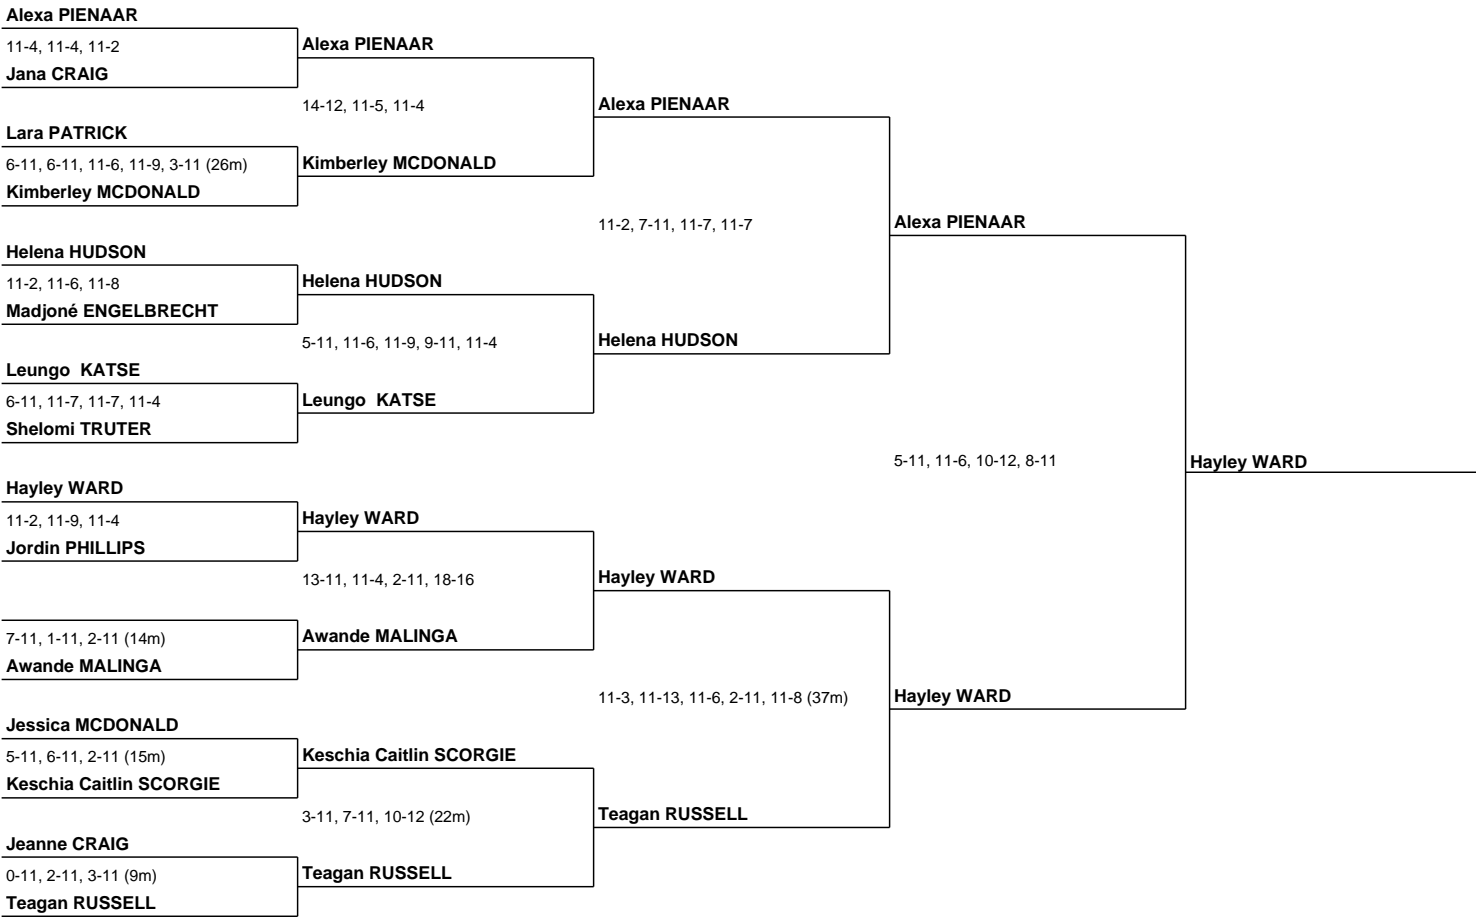 Alexa PIENAAR
11-4, 11-4, 11-2
Jana CRAIG
Lara PATRICK
6-11, 6-11, 11-6, 11-9, 3-11 (26m)
Kimberley MCDONALD
Helena HUDSON
11-2, 11-6, 11-8
Madjoné ENGELBRECHT
Leungo  KATSE
6-11, 11-7, 11-7, 11-4
Shelomi TRUTER
Hayley WARD
11-2, 11-9, 11-4
Jordin PHILLIPS
7-11, 1-11, 2-11 (14m)
Awande MALINGA
Jessica MCDONALD
5-11, 6-11, 2-11 (15m)
Keschia Caitlin SCORGIE
Jeanne CRAIG
0-11, 2-11, 3-11 (9m)
Teagan RUSSELL
Alexa PIENAAR
14-12, 11-5, 11-4
Kimberley MCDONALD
Helena HUDSON
5-11, 11-6, 11-9, 9-11, 11-4
Leungo  KATSE
Hayley WARD
13-11, 11-4, 2-11, 18-16
Awande MALINGA
Keschia Caitlin SCORGIE
3-11, 7-11, 10-12 (22m)
Teagan RUSSELL
Alexa PIENAAR
11-2, 7-11, 11-7, 11-7
Helena HUDSON
Hayley WARD
11-3, 11-13, 11-6, 2-11, 11-8 (37m)
Teagan RUSSELL
Alexa PIENAAR
5-11, 11-6, 10-12, 8-11
Hayley WARD
Hayley WARD